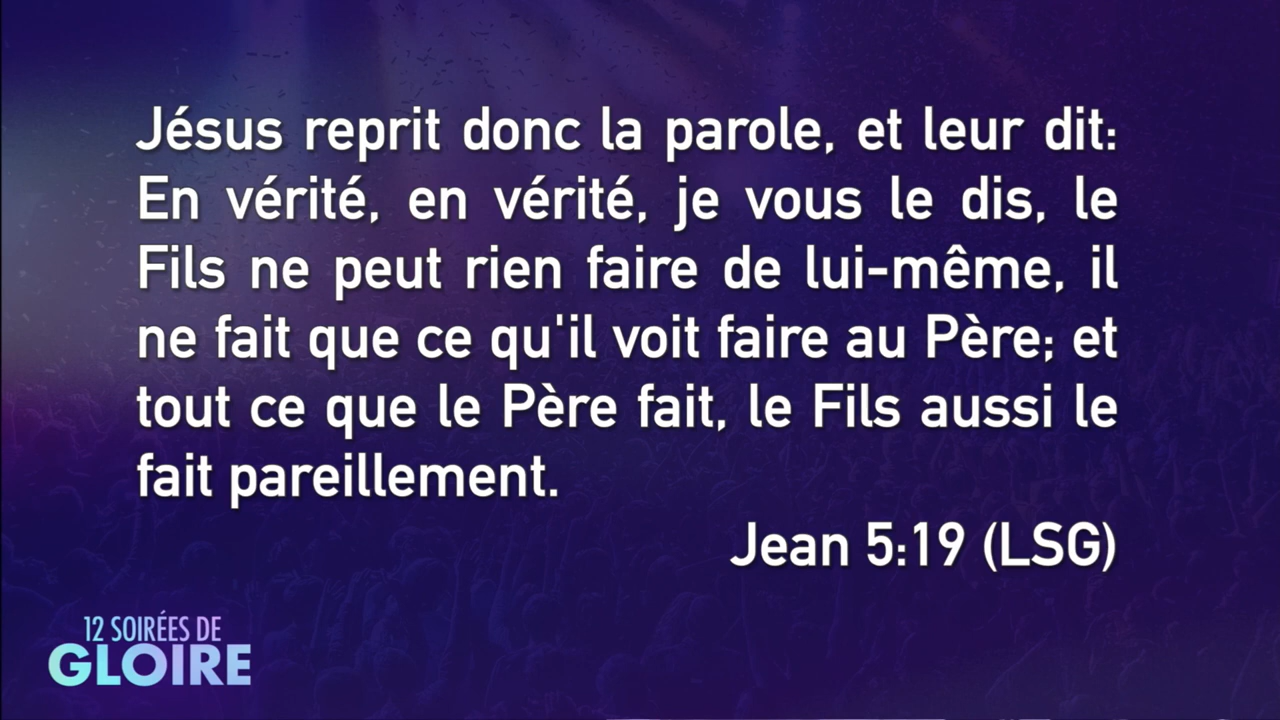 Jésus reprit donc la parole, et leur dit:
En vérité, en vérité, je vous le dis, le
Fils ne peut rien faire de lui-même, il
ne fait que ce qu'il voit faire au Père; et
tout ce que le Père fait, le Fils aussi le
fait pareillement.
Jean 5:19 (LSG)
12 SOIRÉES DE
GLOIRE